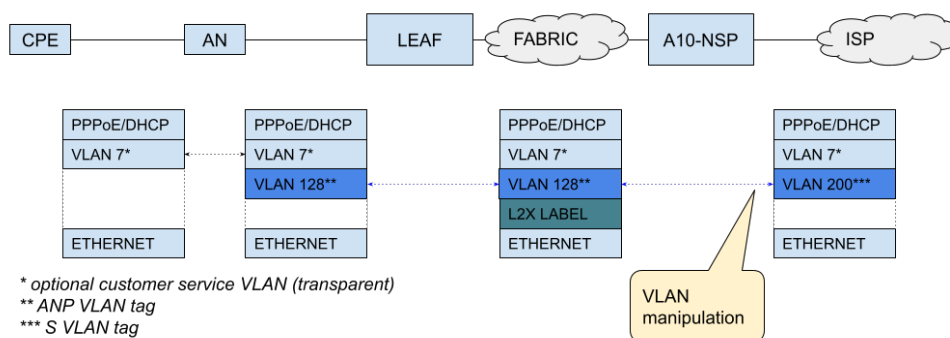 CPE
AN
LEAF
FABRIC
A10-NSP
ISP
PPPoE/DHCP
VLAN 7*
ETHERNET
PPPoE/DHCP
VLAN 7*
VLAN 128**
ETHERNET
PPPoE/DHCP
VLAN 7*
VLAN 128**
L2X LABEL
ETHERNET
PPPoE/DHCP
VLAN 7*
VLAN 200***
ETHERNET
VLAN
manipulation
* optional customer service VLAN (transparent)
** ANP VLAN tag
*** S VLAN tag